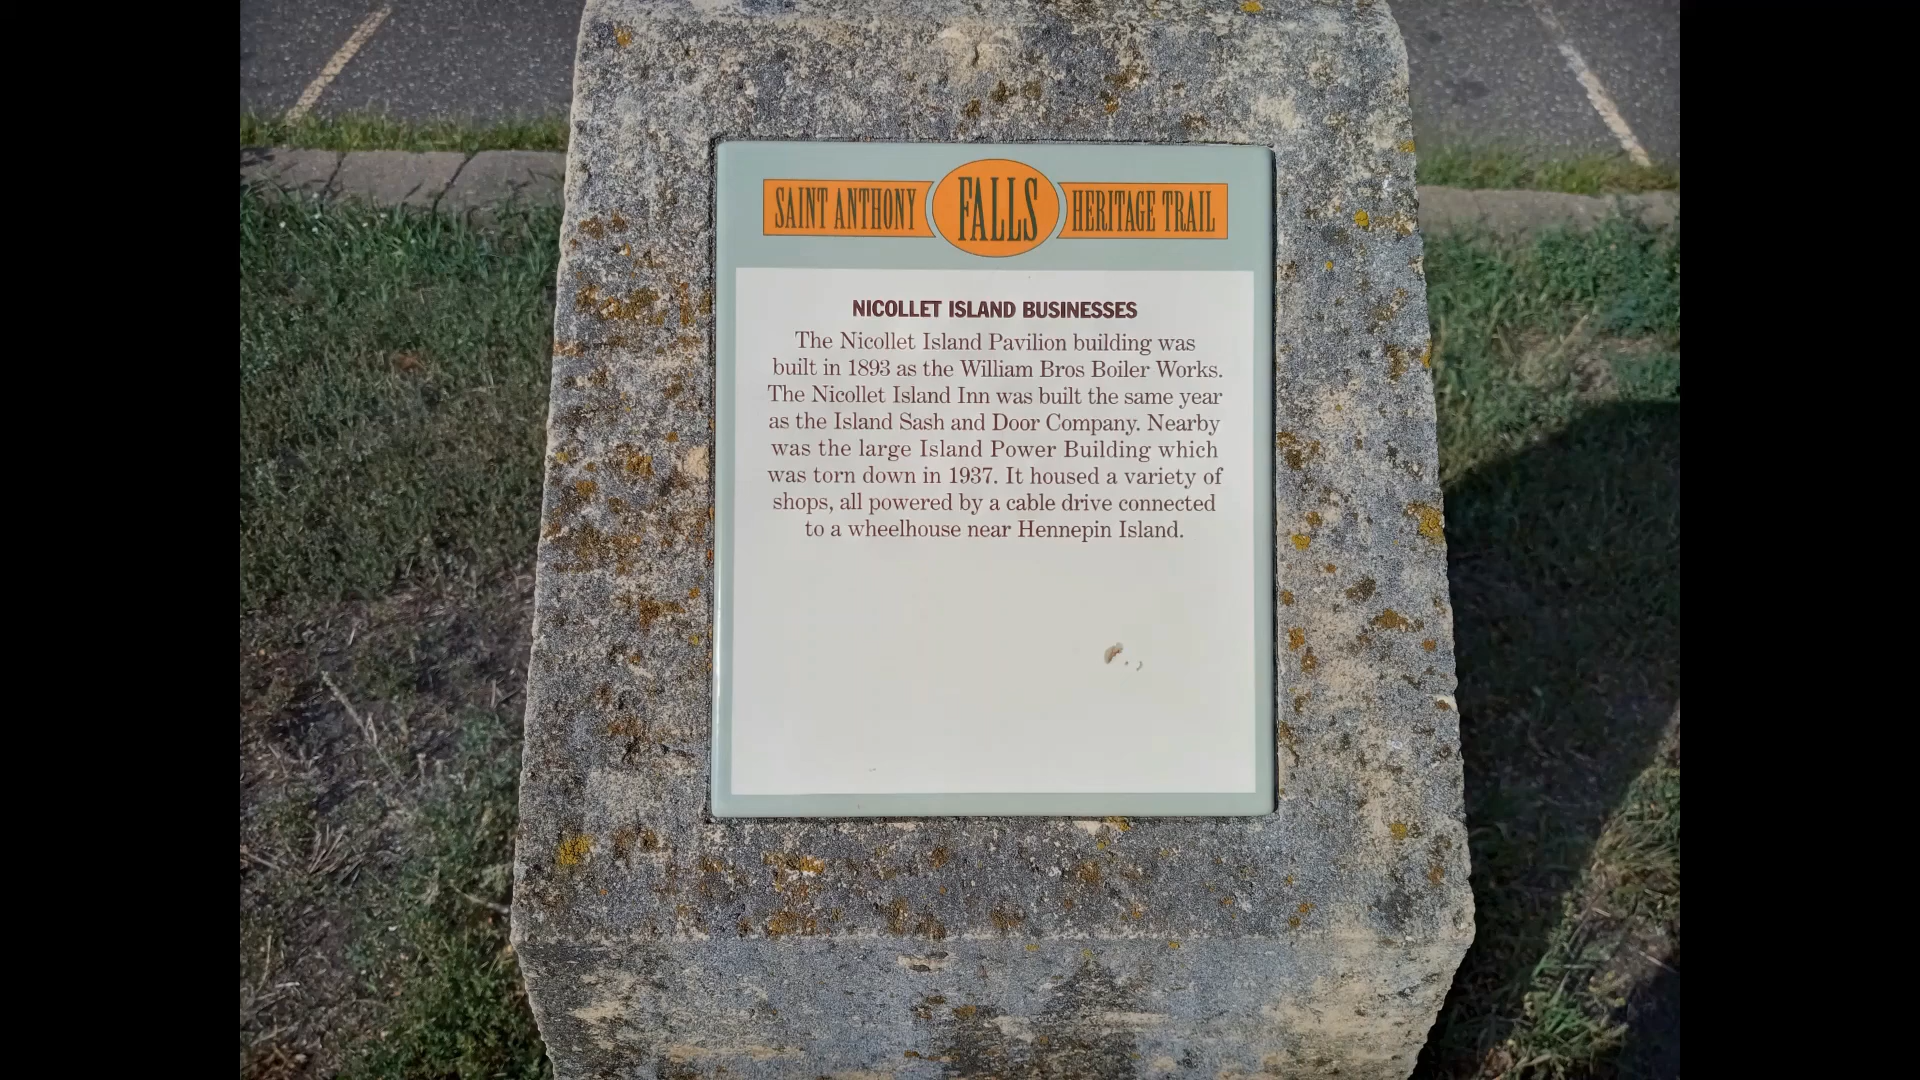 SAINT ANTHONY FALLS HERITAGE TRAIL
NICOLLET ISLAND BUSINESSES
The Nicollet Island Pavilion building was
built in 1893 as the William Bros Boiler Works.
The Nicollet Island Inn was built the same year
as the Island Sash and Door Company. Nearby
was the large Island Power Building which
was torn down in 1937. It housed a variety of
shops, all powered by a cable drive connected
to a wheelhouse near Hennepin Island.